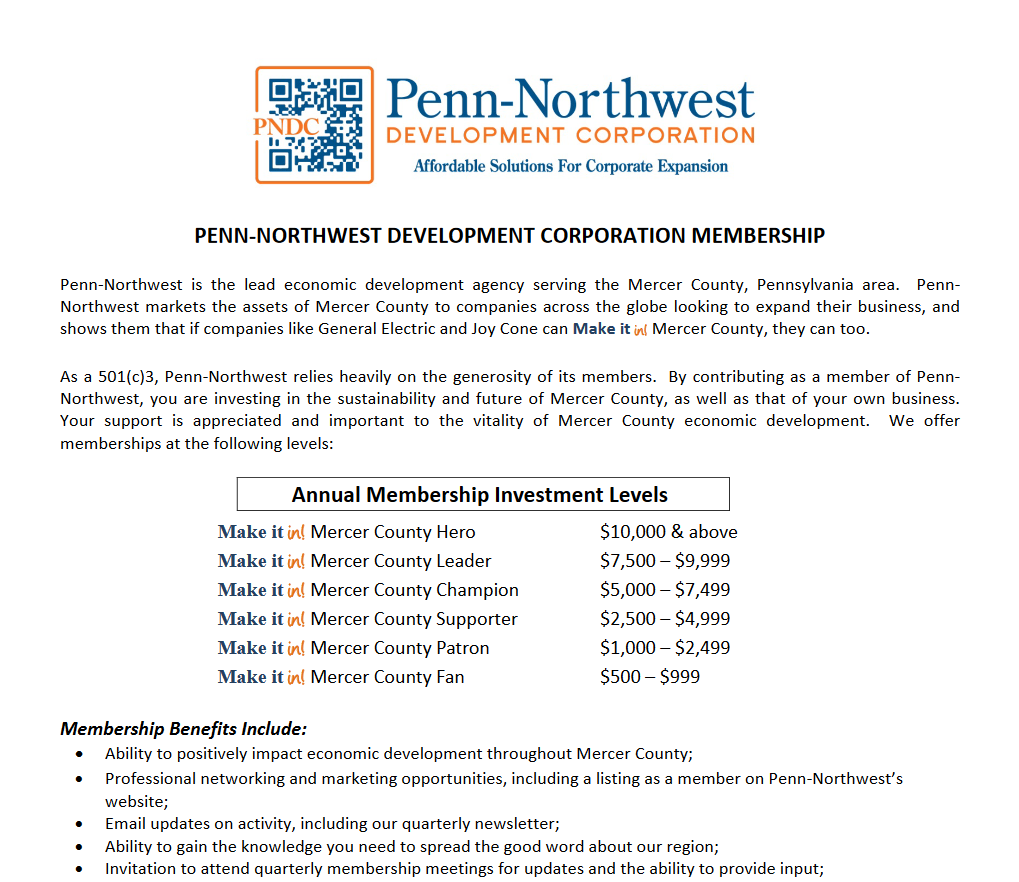 PNDC
Penn-Northwest
DEVELOPMENT CORPORATION
Affordable Solutions For Corporate Expansion
PENN-NORTHWEST DEVELOPMENT CORPORATION MEMBERSHIP
Penn-Northwest is the lead economic development agency serving the Mercer County, Pennsylvania area. Penn-
Northwest markets the assets of Mercer County to companies across the globe looking to expand their business, and
shows them that if companies like General Electric and Joy Cone can Make it in! Mercer County, they can too.
As a 501(c)3, Penn-Northwest relies heavily on the generosity of its members. By contributing as a member of Penn-
Northwest, you are investing in the sustainability and future of Mercer County, as well as that of your own business.
Your support is appreciated and important to the vitality of Mercer County economic development. We offer
memberships at the following levels:
Annual Membership Investment Levels
Make it in! Mercer County Hero $10,000 & above
Make it in! Mercer County Leader $7,500 – $9,999
Make it in! Mercer County Champion $5,000 – $7,499
Make it in! Mercer County Supporter $2,500 – $4,999
Make it in! Mercer County Patron $1,000 – $2,499
Make it in! Mercer County Fan $500 – $999
Membership Benefits Include:
• Ability to positively impact economic development throughout Mercer County;
• Professional networking and marketing opportunities, including a listing as a member on Penn-Northwest's
website;
• Email updates on activity, including our quarterly newsletter;
• Ability to gain the knowledge you need to spread the good word about our region;
• Invitation to attend quarterly membership meetings for updates and the ability to provide input;